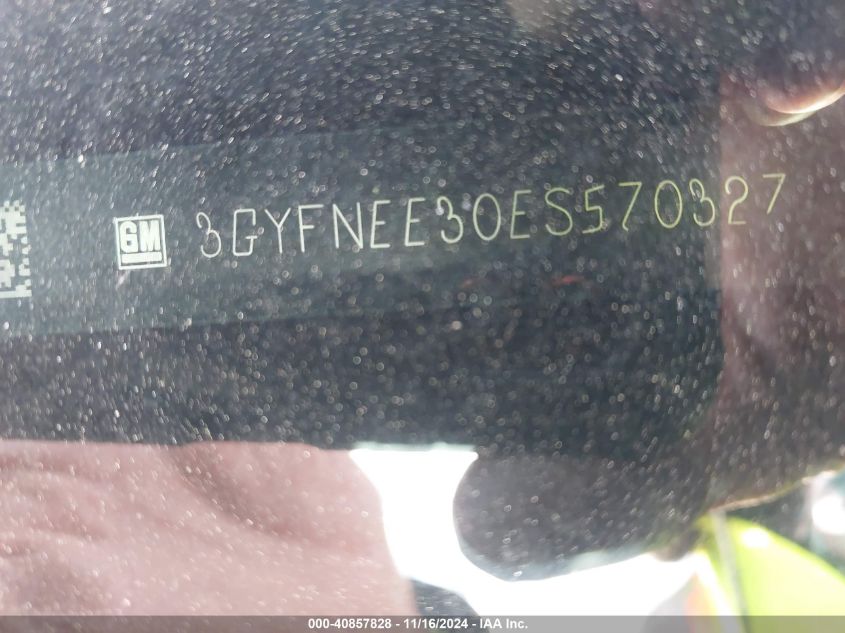 GM 3GYFNEE30ES570327
000-40857828 - 11/16/2024 - IAA Inc.